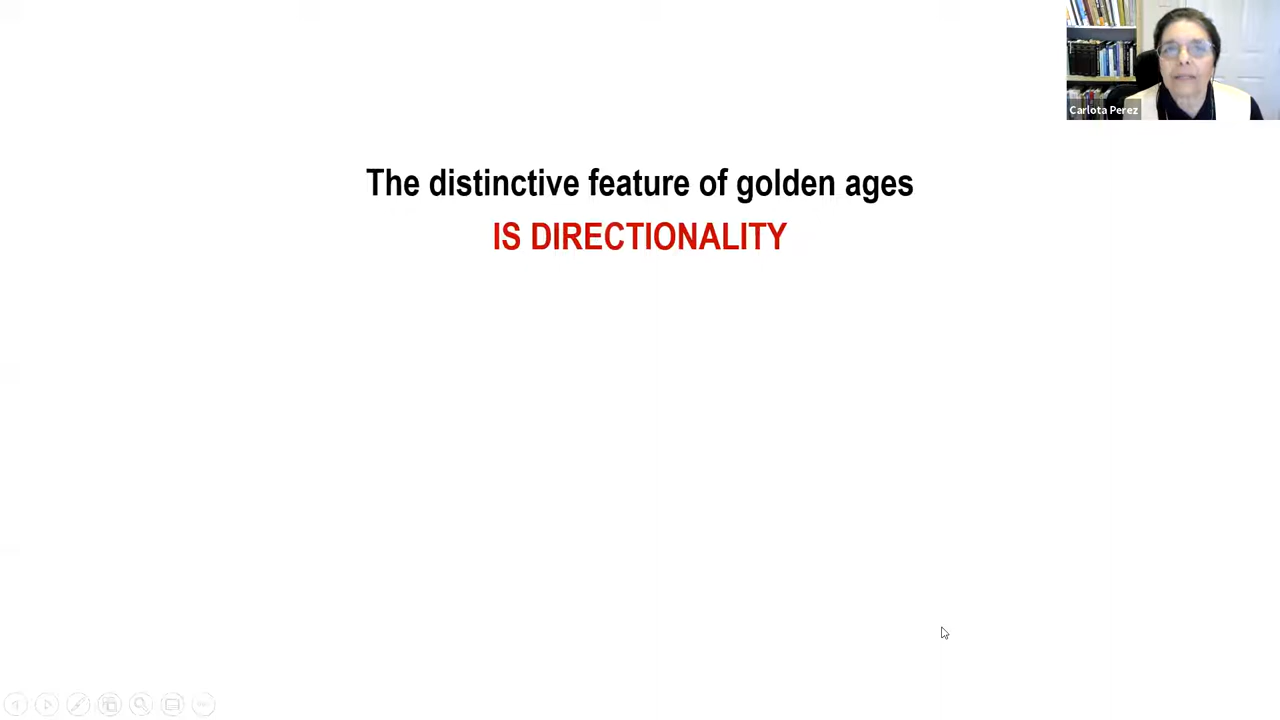 Carlota Perez
The distinctive feature of golden ages
IS DIRECTIONALITY